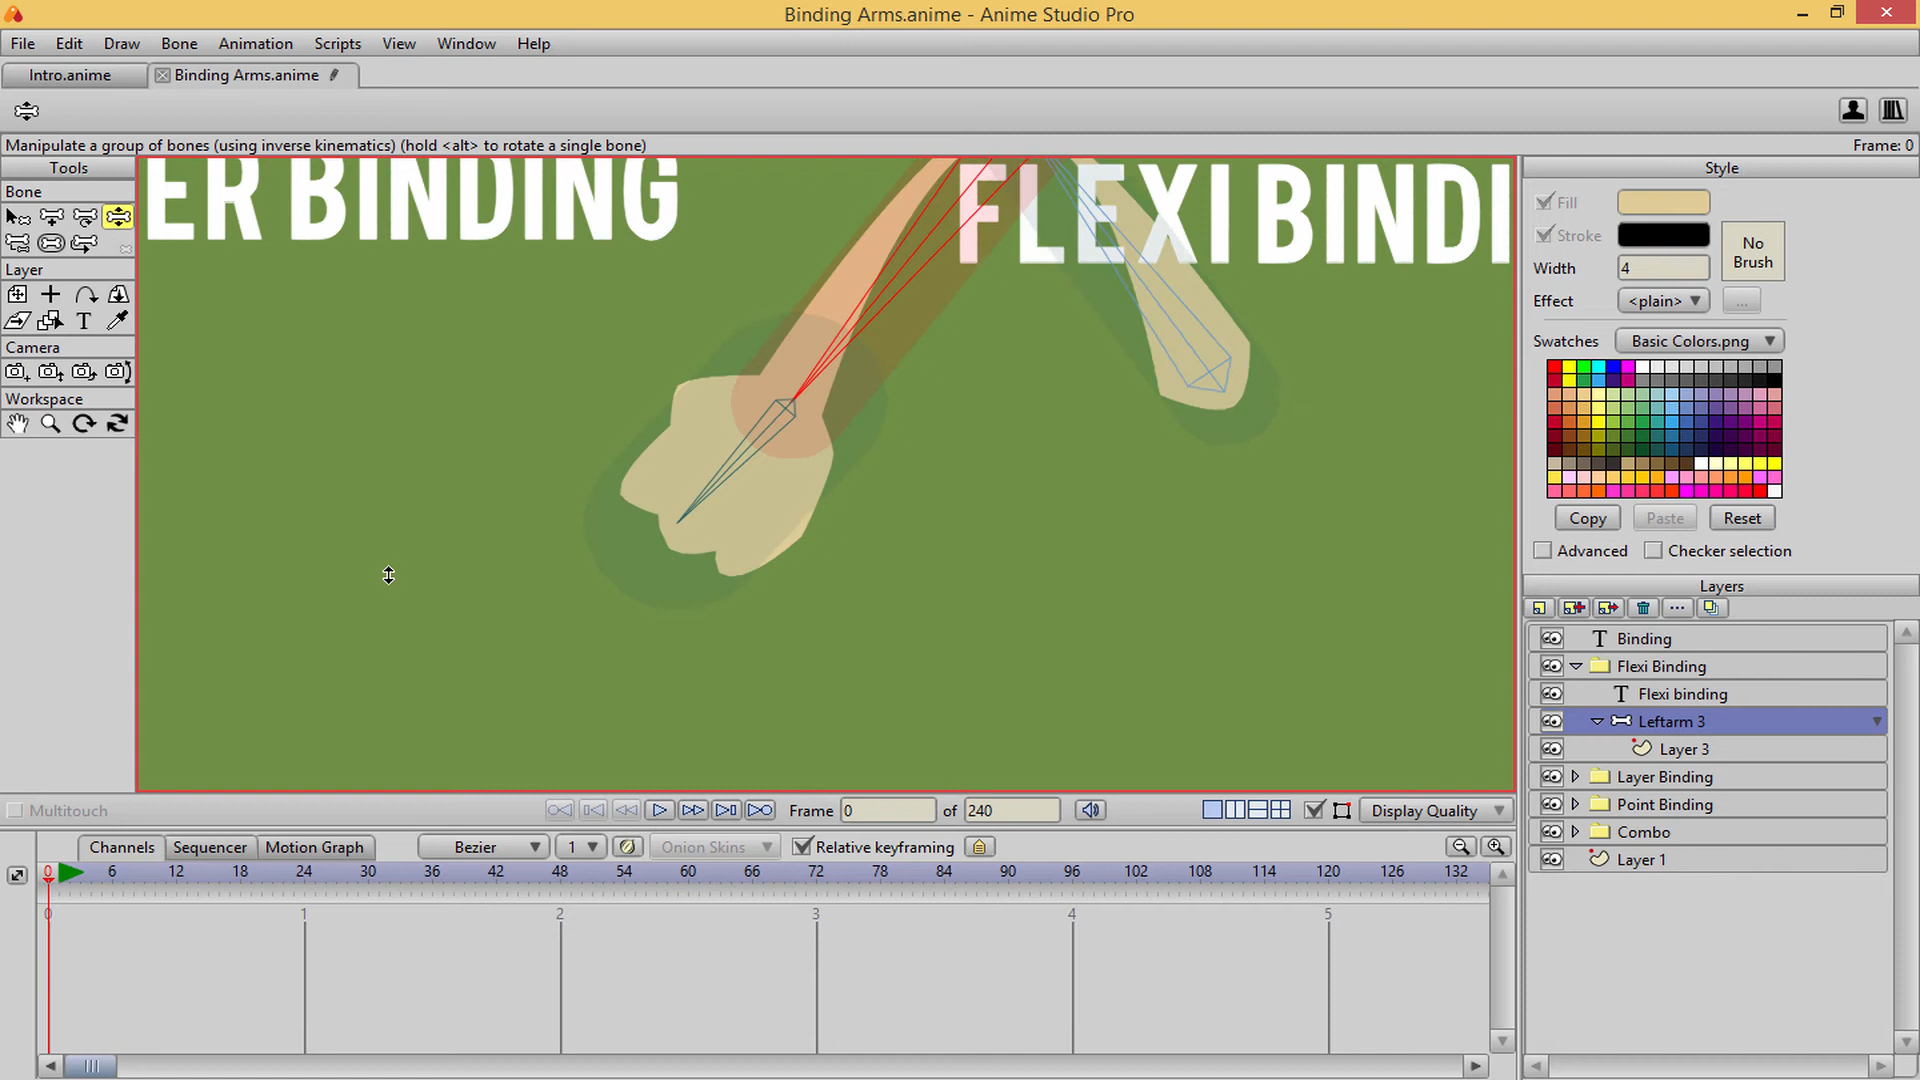 Binding Arms.anime - Anime Studio Pro
File Edit Draw Bone Animation Scripts View Window Help
Intro.anime Binding Arms.anime
Manipulate a group of bones (using inverse kinematics) (hold <alt> to rotate a single bone) Frame: 0
Tools
Bone
Layer
T
Camera
Workspace
ER BINDING
FLEXI BINDI
Style
Fill
Stroke
No Brush
Width 4
Effect <plain> ...
Swatches Basic Colors.png
Copy Paste Reset
Advanced Checker selection
Layers
T Binding
Flexi Binding
T Flexi binding
Leftarm 3
Layer 3
Layer Binding
Point Binding
Combo
Layer 1
Multitouch Frame 0 of 240 Display Quality
Channels Sequencer Motion Graph Bezier 1 Onion Skins Relative keyframing
0 6 12 18 24 30 36 42 48 54 60 66 72 78 84 90 96 102 108 114 120 126 132
0 1 2 3 4 5